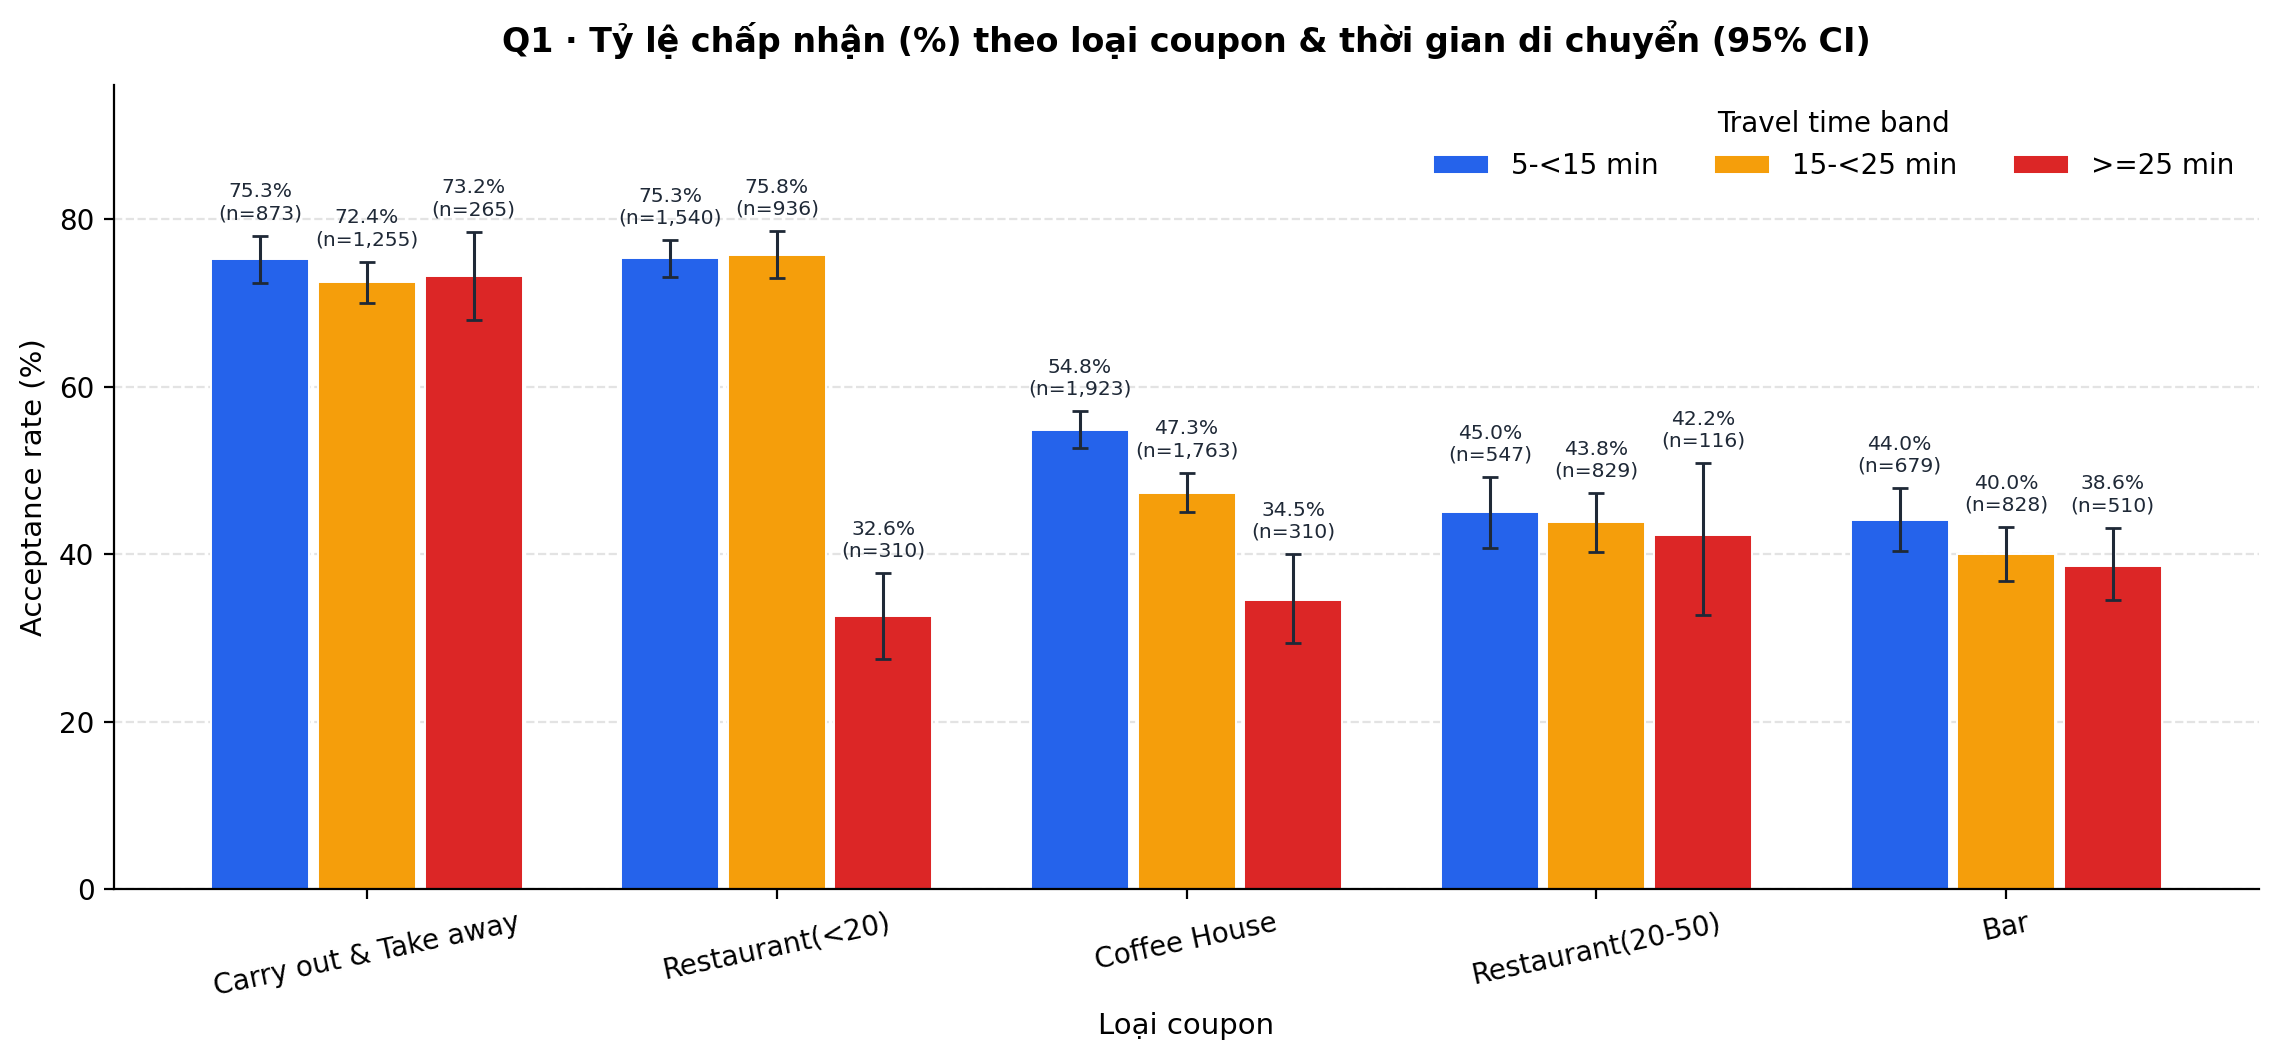 Q1 · Tỷ lệ chấp nhận (%) theo loại coupon & thời gian di chuyển (95% CI)
Travel time band
5-<15 min
15-<25 min
>=25 min
Acceptance rate (%)
80
60
40
20
0
75.3%
(n=873)
72.4%
(n=1,255)
73.2%
(n=265)
75.3%
(n=1,540)
75.8%
(n=936)
32.6%
(n=310)
54.8%
(n=1,923)
47.3%
(n=1,763)
34.5%
(n=310)
45.0%
(n=547)
43.8%
(n=829)
42.2%
(n=116)
44.0%
(n=679)
40.0%
(n=828)
38.6%
(n=510)
Carry out & Take away
Restaurant(<20)
Coffee House
Restaurant(20-50)
Bar
Loại coupon